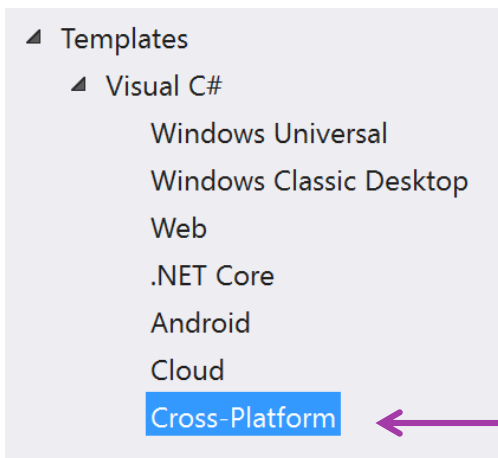 Templates
Visual C#
Windows Universal
Windows Classic Desktop
Web
.NET Core
Android
Cloud
Cross-Platform